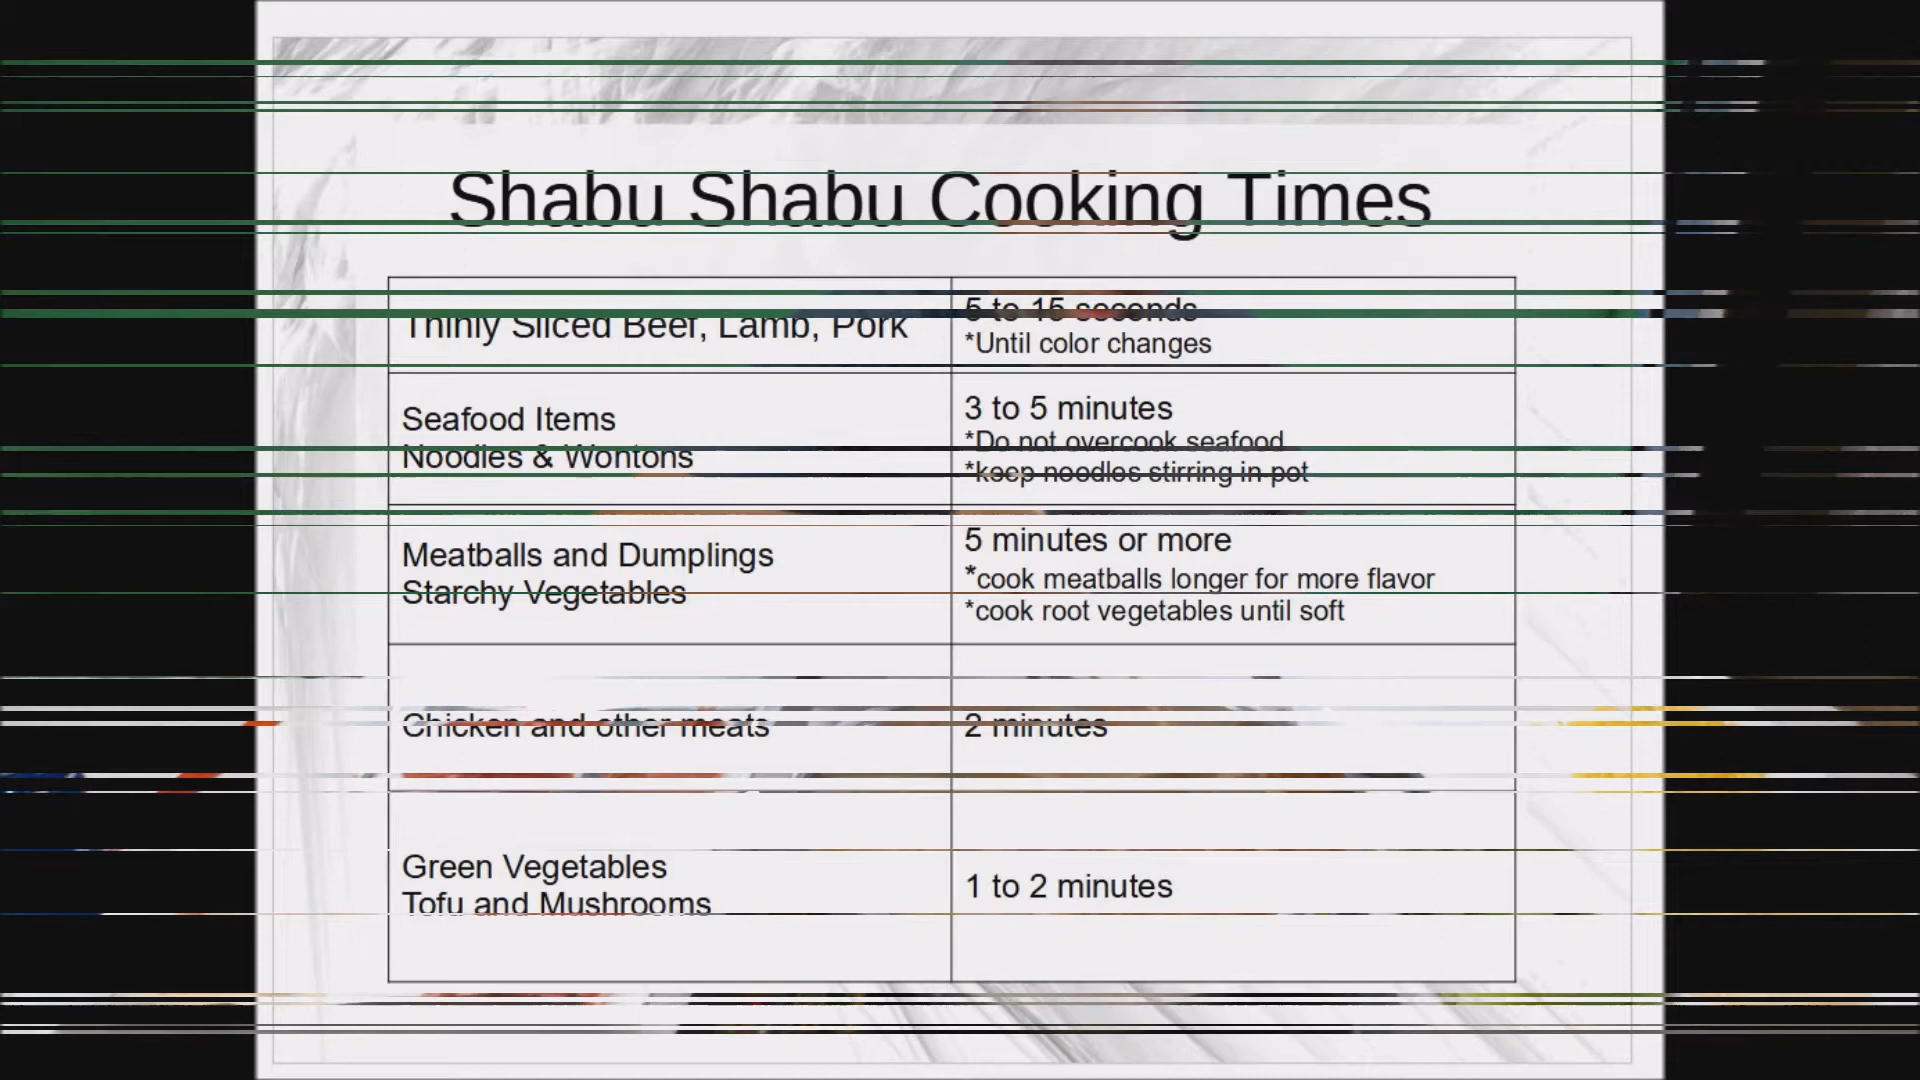 Shabu Shabu Cooking Times
Thinly Sliced Beef, Lamb, Pork
5 to 15 seconds
*Until color changes
Seafood Items
Noodles & Wontons
3 to 5 minutes
*Do not overcook seafood
*keep noodles stirring in pot
Meatballs and Dumplings
Starchy Vegetables
5 minutes or more
*cook meatballs longer for more flavor
*cook root vegetables until soft
Chicken and other meats
2 minutes
Green Vegetables
Tofu and Mushrooms
1 to 2 minutes